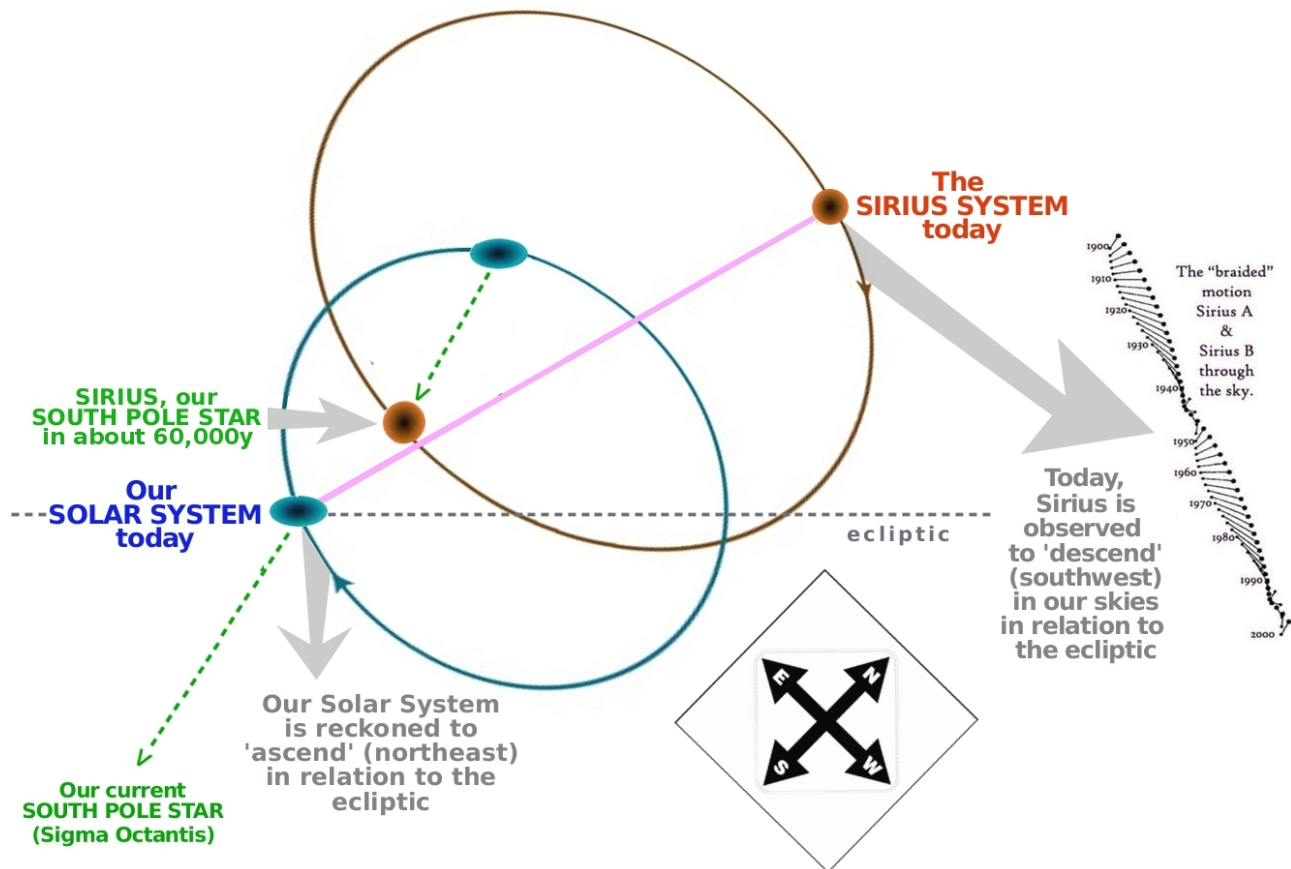 The
SIRIUS SYSTEM
today
1900
1910
1920
1930
1940
1950
1960
1970
1980
1990
2000
The "braided"
motion
Sirius A
&
Sirius B
through
the sky.
SIRIUS, our
SOUTH POLE STAR
in about 60,000y
Our
SOLAR SYSTEM
today
ecliptic
Today,
Sirius is
observed
to 'descend'
(southwest)
in our skies
in relation to
the ecliptic
Our Solar System
is reckoned to
'ascend' (northeast)
in relation to the
ecliptic
E
N
S
W
Our current
SOUTH POLE STAR
(Sigma Octantis)